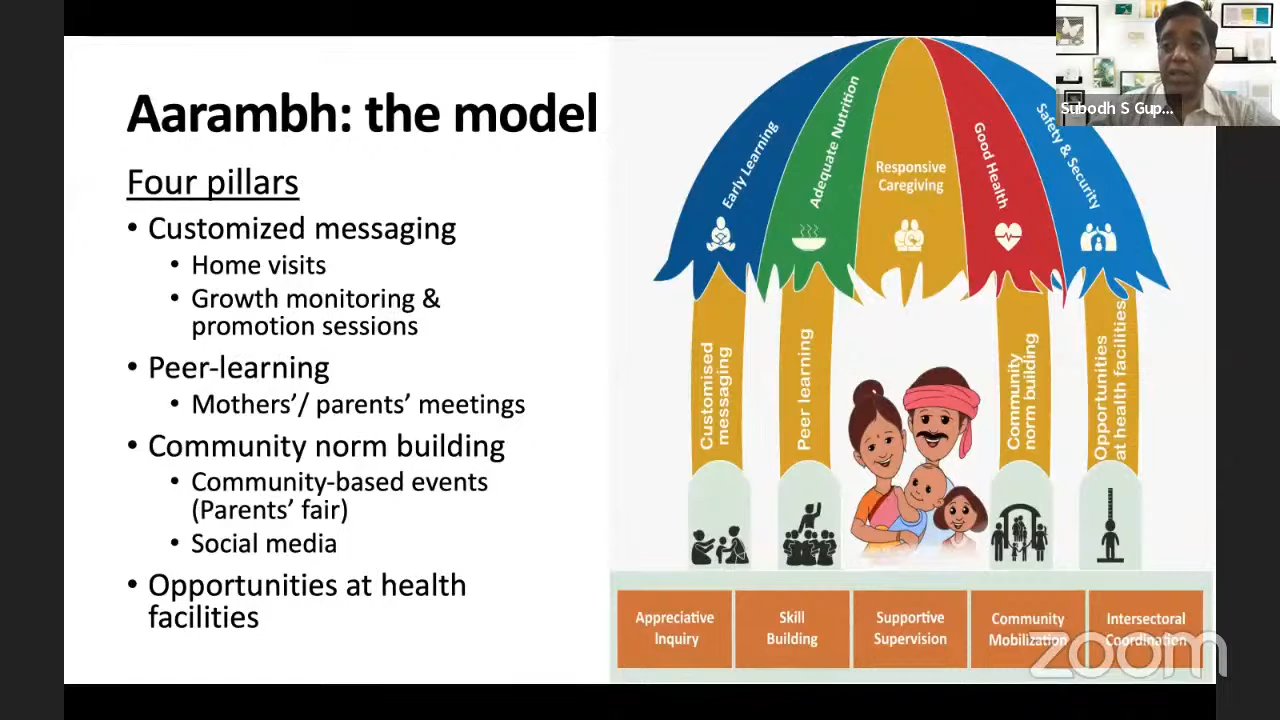 Aarambh: the model
Four pillars
• Customized messaging
• Home visits
• Growth monitoring &
promotion sessions
• Peer-learning
• Mothers’/ parents’ meetings
• Community norm building
• Community-based events
(Parents’ fair)
• Social media
• Opportunities at health
facilities
Early Learning
Adequate Nutrition
Responsive
Caregiving
Good Health
Safety & Security
Customised
messaging
Peer learning
Community
norm building
Opportunities
at health facilities
Appreciative
Inquiry
Skill
Building
Supportive
Supervision
Community
Mobilization
Intersectoral
Coordination
Subodh S Gup...
zoom